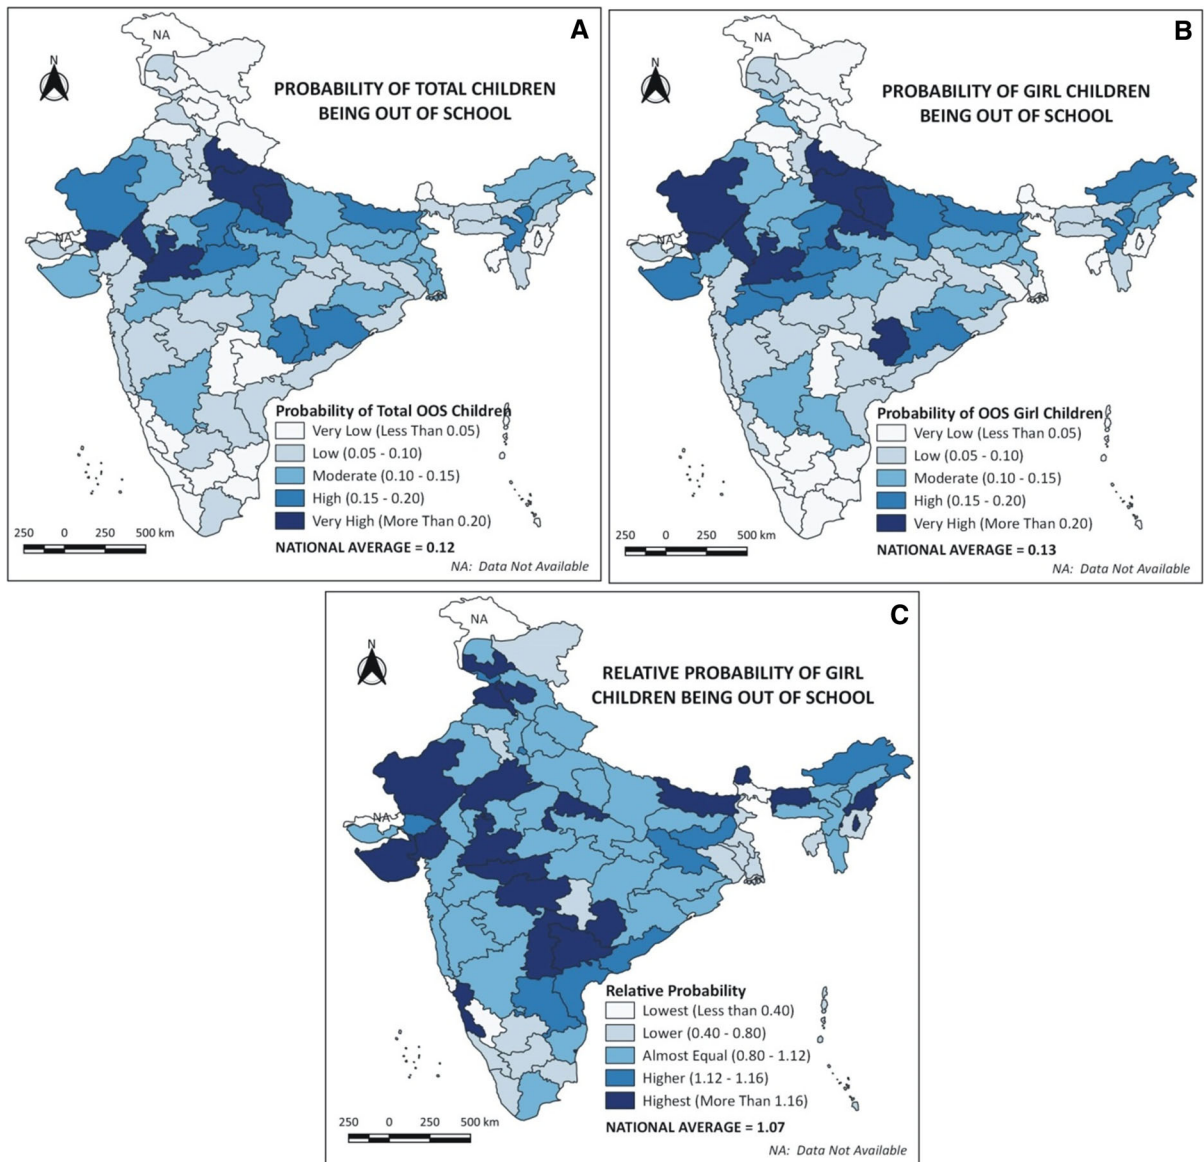 A
NA
N
PROBABILITY OF TOTAL CHILDREN
BEING OUT OF SCHOOL
NA
Probability of Total OOS Children
Very Low (Less Than 0.05)
Low (0.05 - 0.10)
Moderate (0.10 - 0.15)
High (0.15 - 0.20)
Very High (More Than 0.20)
250 0 250 500 km
NATIONAL AVERAGE = 0.12
NA: Data Not Available
B
NA
N
PROBABILITY OF GIRL CHILDREN
BEING OUT OF SCHOOL
NA
Probability of OOS Girl Children
Very Low (Less Than 0.05)
Low (0.05 - 0.10)
Moderate (0.10 - 0.15)
High (0.15 - 0.20)
Very High (More Than 0.20)
250 0 250 500 km
NATIONAL AVERAGE = 0.13
NA: Data Not Available
C
NA
N
RELATIVE PROBABILITY OF GIRL
CHILDREN BEING OUT OF SCHOOL
NA
Relative Probability
Lowest (Less than 0.40)
Lower (0.40 - 0.80)
Almost Equal (0.80 - 1.12)
Higher (1.12 - 1.16)
Highest (More Than 1.16)
250 0 250 500 km
NATIONAL AVERAGE = 1.07
NA: Data Not Available